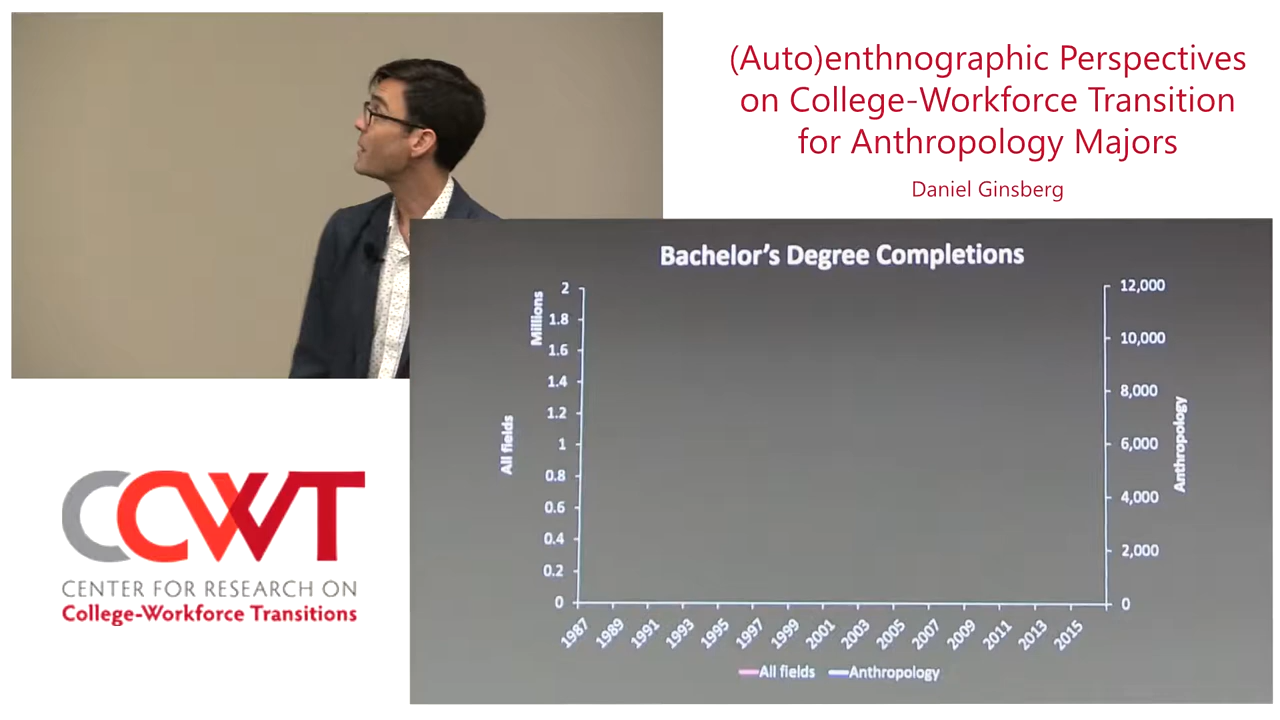 (Auto)enthnographic Perspectives
on College-Workforce Transition
for Anthropology Majors
Daniel Ginsberg
Bachelor's Degree Completions
Millions
All fields
2
1.8
1.6
1.4
1.2
1
0.8
0.6
0.4
0.2
0
12,000
10,000
8,000
6,000
4,000
2,000
0
Anthropology
1987
1989
1991
1993
1995
1997
1999
2001
2003
2005
2007
2009
2011
2013
2015
All fields
Anthropology
CCWT
CENTER FOR RESEARCH ON
College-Workforce Transitions